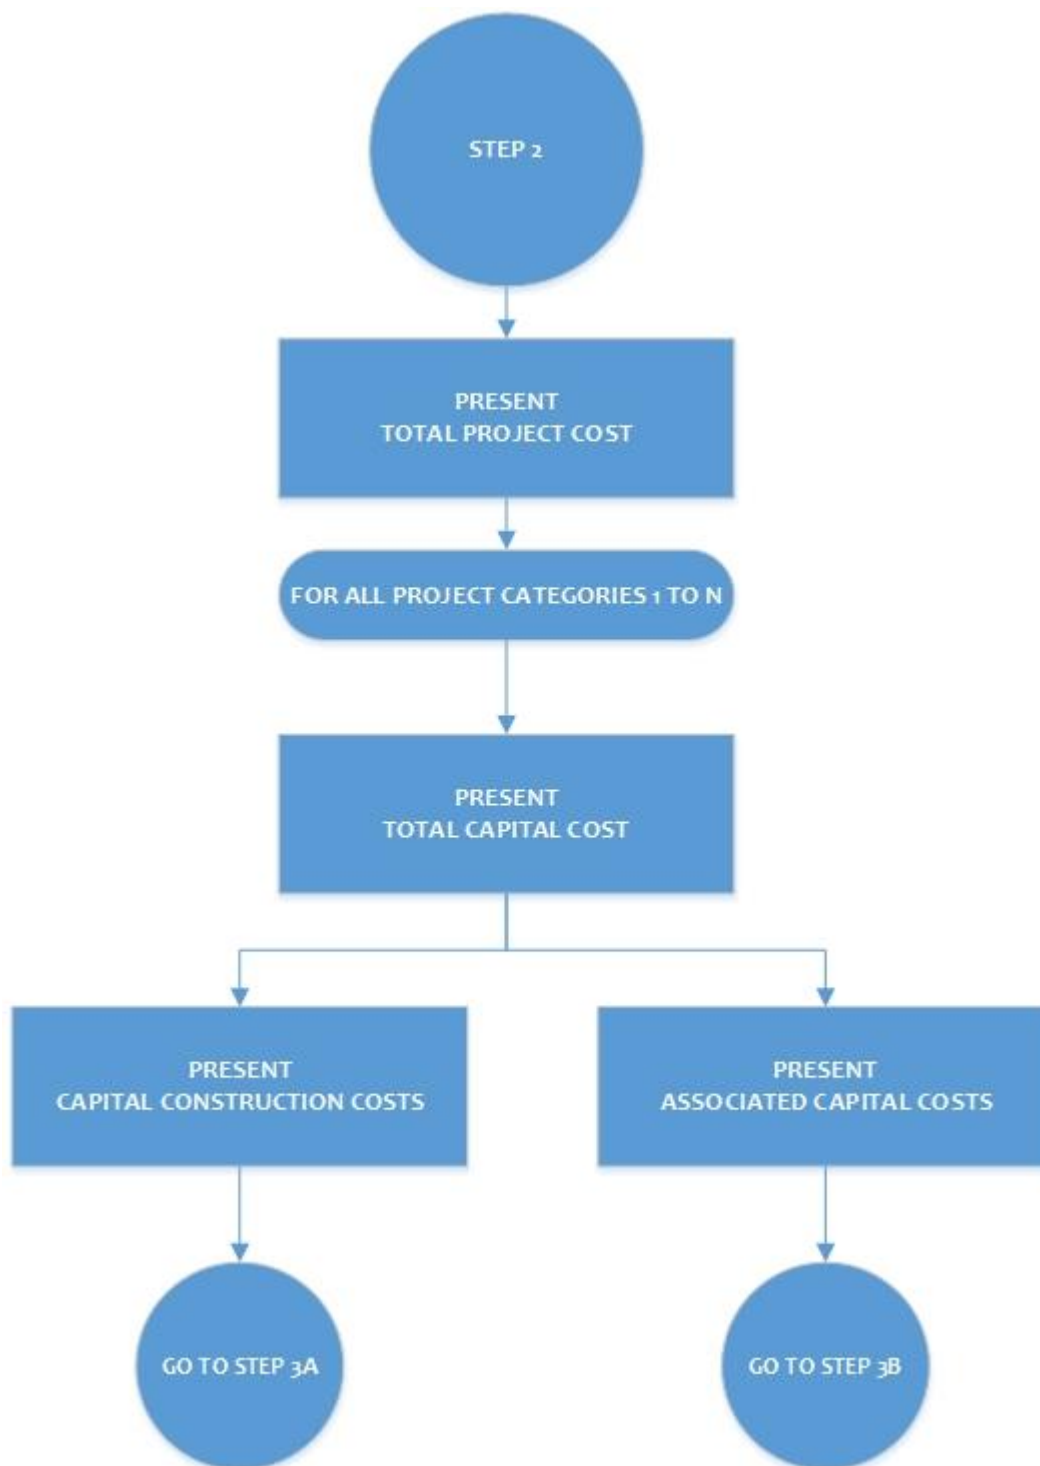 STEP 2
PRESENT
TOTAL PROJECT COST
FOR ALL PROJECT CATEGORIES 1 TO N
PRESENT
TOTAL CAPITAL COST
PRESENT
CAPITAL CONSTRUCTION COSTS
PRESENT
ASSOCIATED CAPITAL COSTS
GO TO STEP 3A
GO TO STEP 3B